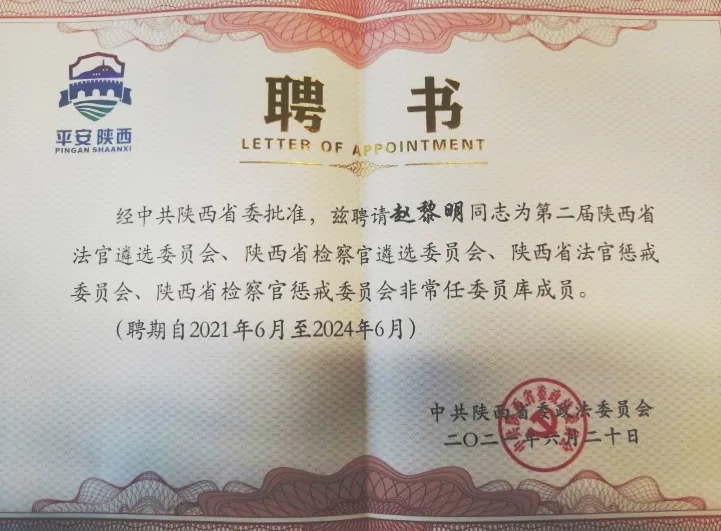 平安陕西
PINGAN SHAANXI
聘书
LETTER OF APPOINTMENT
经中共陕西省委批准，兹聘请赵黎明同志为第二届陕西省
法官遴选委员会、陕西省检察官遴选委员会、陕西省法官惩戒
委员会、陕西省检察官惩戒委员会非常任委员库成员。
（聘期自2021年6月至2024年6月）
中共陕西省委政法委员会
二〇二一年六月二十日